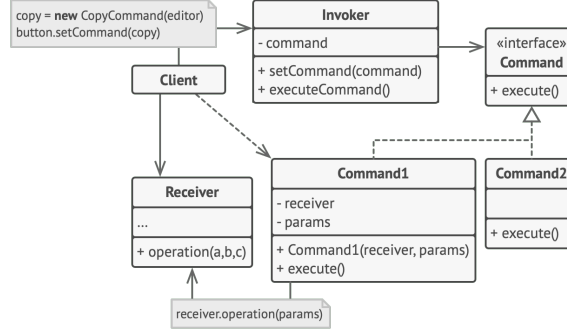 copy = new CopyCommand(editor)
button.setCommand(copy)
Invoker
- command
+ setCommand(command)
+ executeCommand()
«interface»
Command
+ execute()
Client
Receiver
...
+ operation(a,b,c)
Command1
- receiver
- params
+ Command1(receiver, params)
+ execute()
Command2
+ execute()
receiver.operation(params)